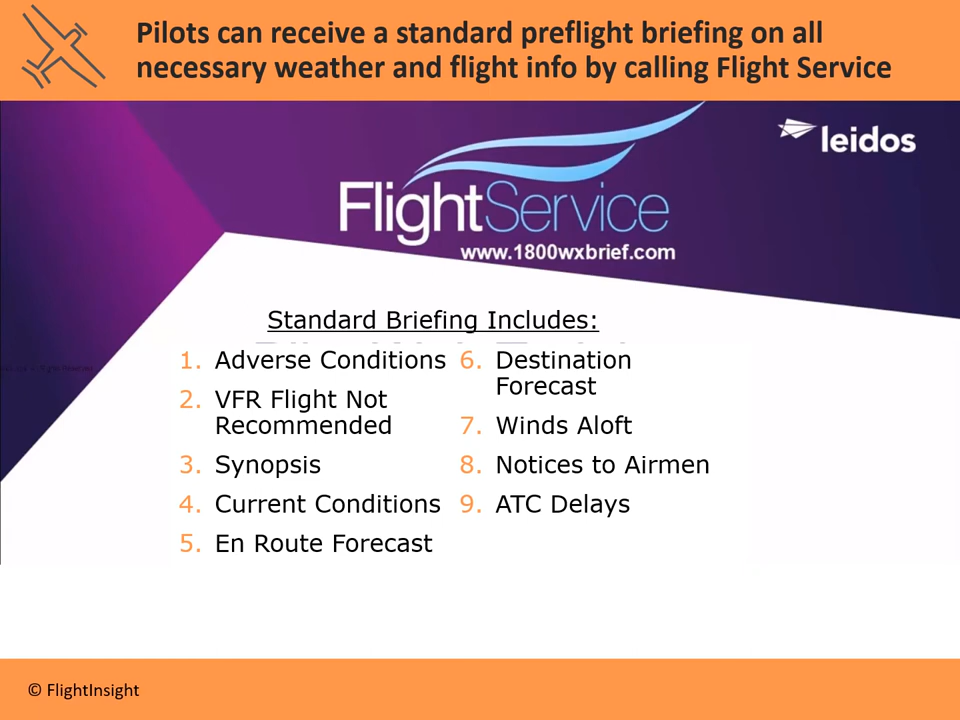 Pilots can receive a standard preflight briefing on all
necessary weather and flight info by calling Flight Service
leidos
FlightService
www.1800wxbrief.com
Standard Briefing Includes:
1. Adverse Conditions
2. VFR Flight Not
Recommended
3. Synopsis
4. Current Conditions
5. En Route Forecast
6. Destination
Forecast
7. Winds Aloft
8. Notices to Airmen
9. ATC Delays
© FlightInsight